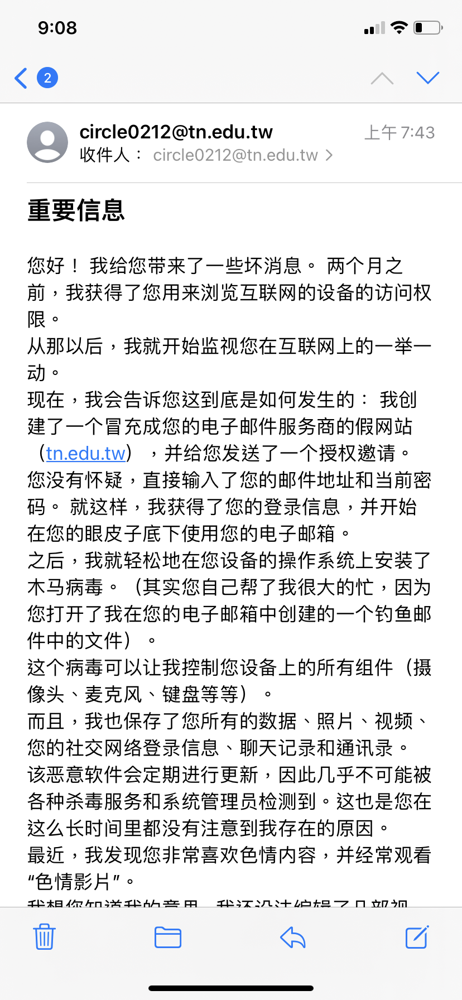 9:08
2
circle0212@tn.edu.tw
上午 7:43
收件人： circle0212@tn.edu.tw
重要信息
您好！ 我给您带来了一些坏消息。 两个月之
前，我获得了您用来浏览互联网的设备的访问权
限。
从那以后，我就开始监视您在互联网上的一举一
动。
现在，我会告诉您这到底是如何发生的： 我创
建了一个冒充成您的电子邮件服务商的假网站
（tn.edu.tw），并给您发送了一个授权邀请。
您没有怀疑，直接输入了您的邮件地址和当前密
码。 就这样，我获得了您的登录信息，并开始
在您的眼皮子底下使用您的电子邮箱。
之后，我就轻松地在您设备的操作系统上安装了
木马病毒。（其实您自己帮了我很大的忙，因为
您打开了我在您的电子邮箱中创建的一个钓鱼邮
件中的文件）。
这个病毒可以让我控制您设备上的所有组件（摄
像头、麦克风、键盘等等）。
而且，我也保存了您所有的数据、照片、视频、
您的社交网络登录信息、聊天记录和通讯录。
该恶意软件会定期进行更新，因此几乎不可能被
各种杀毒服务和系统管理员检测到。这也是您在
这么长时间里都没有注意到我存在的原因。
最近，我发现您非常喜欢色情内容，并经常观看
“色情影片”。
我想您知道我的意思 我还设法编辑了几部视